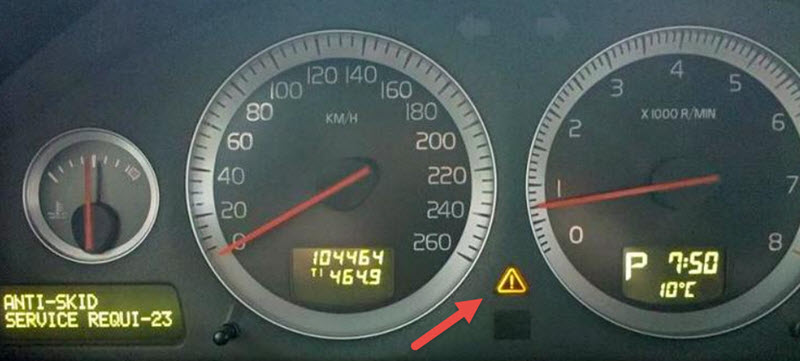 120 140
100 160
80 180
KM/H
60 200
40 220
20 240
0 260
104464
T1 464.9
ANTI-SKID
SERVICE REQUI-23
4
3 5
X1000 R/MIN
2 6
1 7
0 8
P 7:50
10°C